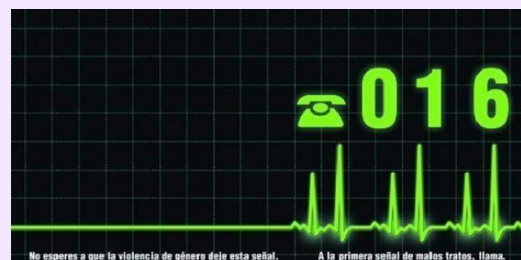 016
No esperes a que la violencia de género deje esta señal. A la primera señal de malos tratos, llama.